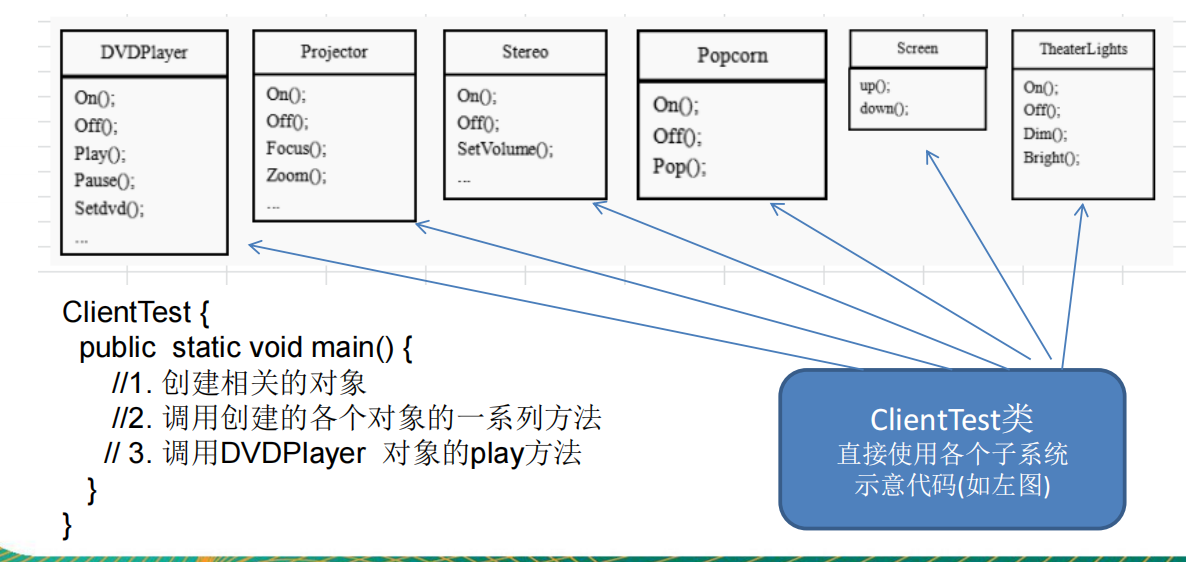 DVDPlayer
On();
Off();
Play();
Pause();
Setdvd();
...
Projector
On();
Off();
Focus();
Zoom();
...
Stereo
On();
Off();
SetVolume();
...
Popcorn
On();
Off();
Pop();
Screen
up();
down();
TheaterLights
On();
Off();
Dim();
Bright();
ClientTest {
public static void main() {
//1. 创建相关的对象
//2. 调用创建的各个对象的一系列方法
// 3. 调用DVDPlayer 对象的play方法
}
}
ClientTest类
直接使用各个子系统
示意代码(如左图)